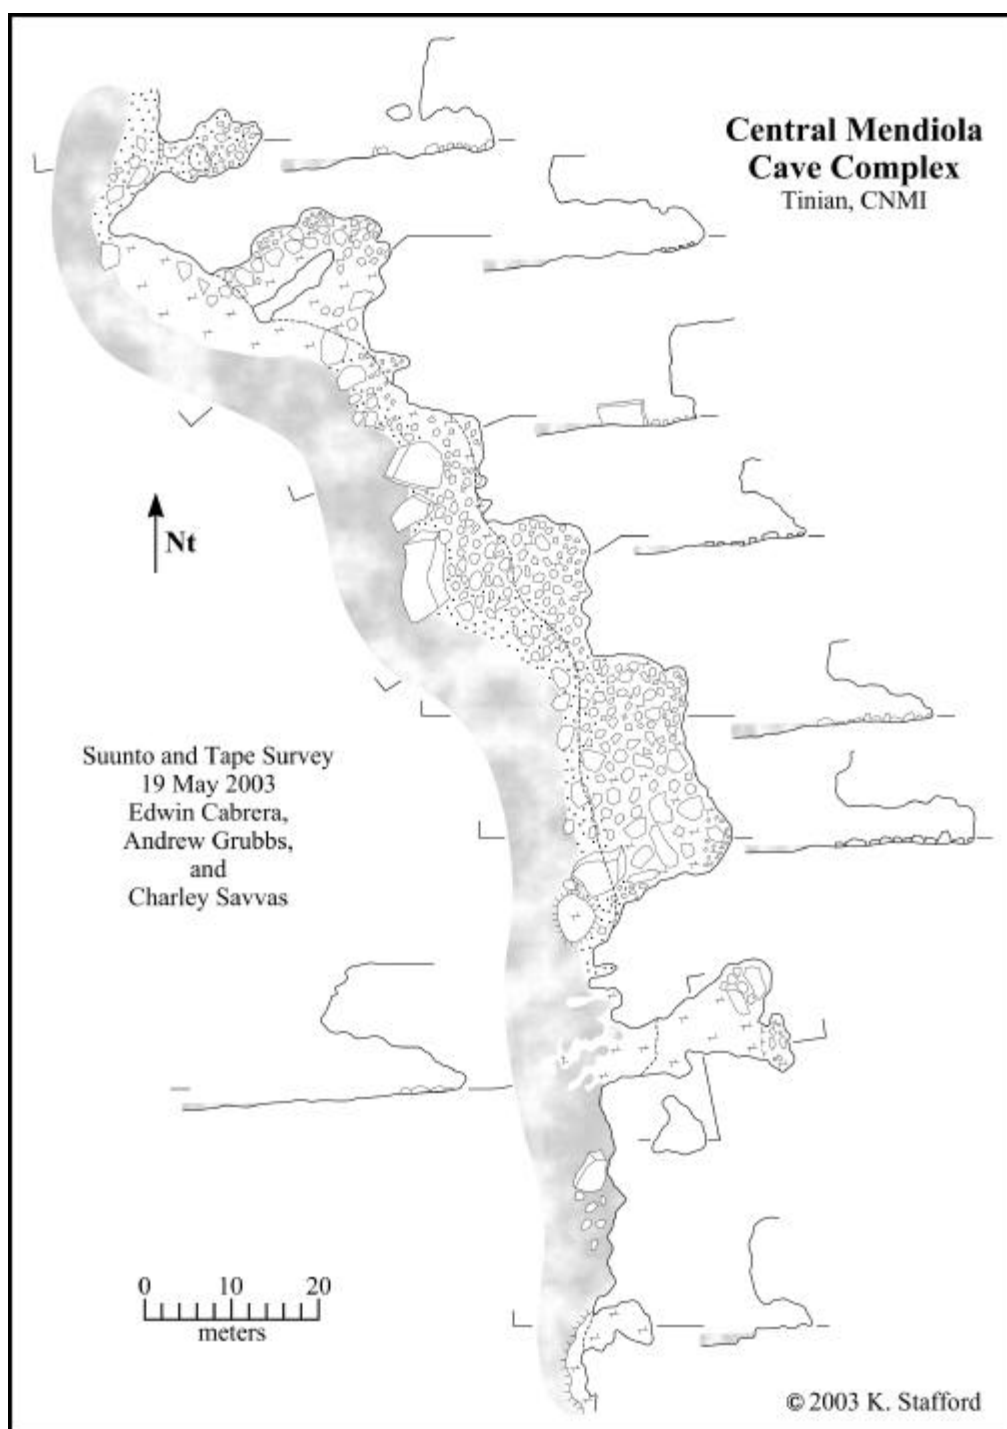 Central Mendiola
Cave Complex
Tinian, CNMI
Nt
Suunto and Tape Survey
19 May 2003
Edwin Cabrera,
Andrew Grubbs,
and
Charley Savvas
0 10 20
meters
© 2003 K. Stafford